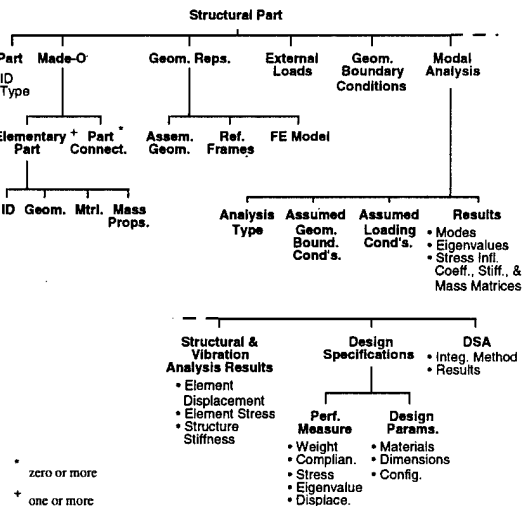 Structural Part
Part Made-O Geom. Reps. External Loads Geom. Boundary Conditions Modal Analysis
ID
Type
Elementary Part + Part Connect. * Assem. Geom. Ref. Frames FE Model
ID Geom. Mtrl. Mass Props.
Analysis Type
Assumed Geom. Bound. Cond's.
Assumed Loading Cond's.
Results
• Modes
• Eigenvalues
• Stress Infl. Coeff., Stiff., & Mass Matrices
Structural & Vibration Analysis Results
• Element Displacement
• Element Stress
• Structure Stiffness
Design Specifications
DSA
• Integ. Method
• Results
Perf. Measure
• Weight
• Complian.
• Stress
• Eigenvalue
• Displace.
Design Params.
• Materials
• Dimensions
• Config.
* zero or more
+ one or more